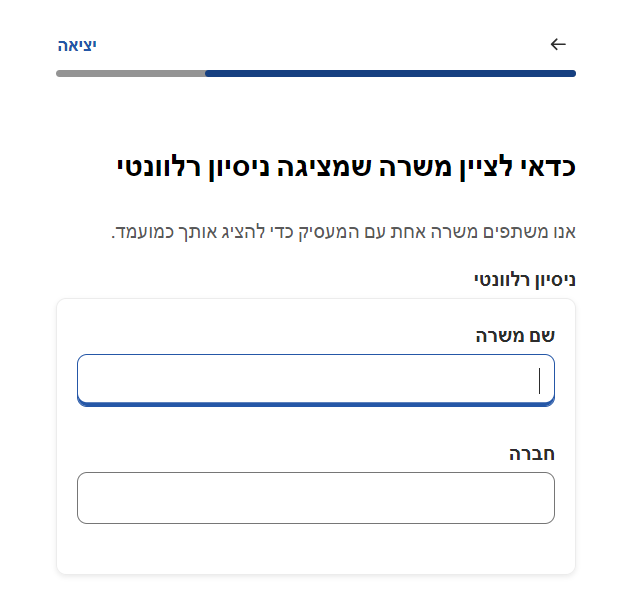 יציאה
כדאי לציין משרה שמציגה ניסיון רלוונטי
אנו משתפים משרה אחת עם המעסיק כדי להציג אותך כמועמד.
ניסיון רלוונטי
שם משרה
חברה